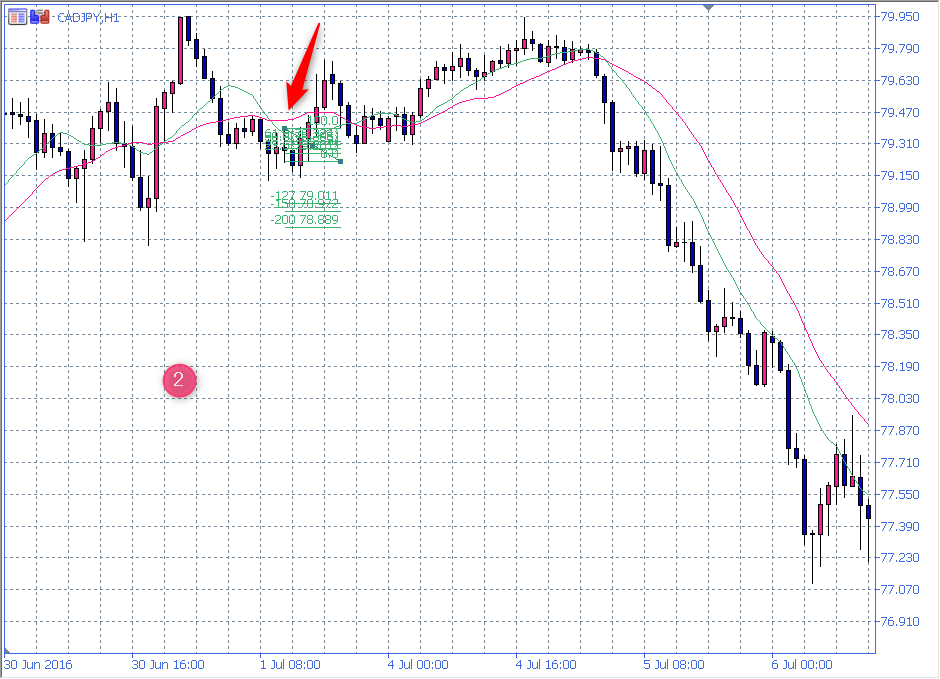 CADJPY,H1
79.950
79.790
79.630
79.470
79.310
79.150
78.990
78.830
78.670
78.510
78.350
78.190
78.030
77.870
77.710
77.550
77.390
77.230
77.070
76.910
-127 79.011
-200 78.889
2
30 Jun 2016
30 Jun 16:00
1 Jul 08:00
4 Jul 00:00
4 Jul 16:00
5 Jul 08:00
6 Jul 00:00